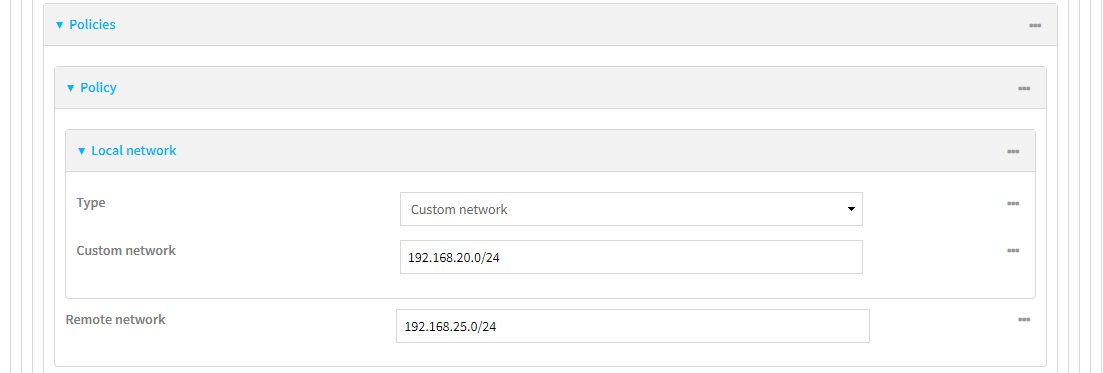 Policies
Policy
Local network
Type Custom network
Custom network 192.168.20.0/24
Remote network 192.168.25.0/24